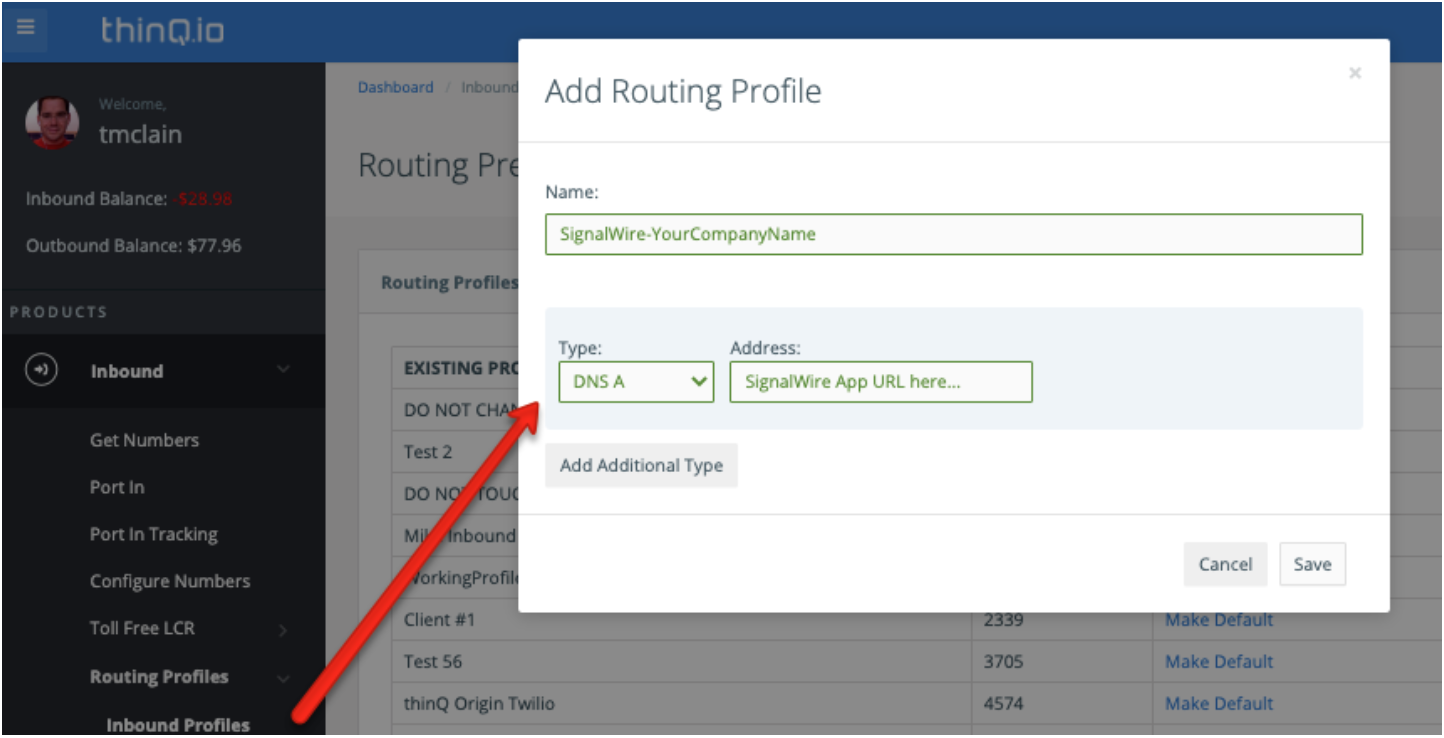 thinQ.io
Welcome,
tmclain
Inbound Balance: -$28.98
Outbound Balance: $77.96
PRODUCTS
Inbound
Get Numbers
Port In
Port In Tracking
Configure Numbers
Toll Free LCR
Routing Profiles
Inbound Profiles
Dashboard / Inbound
Routing Pre
Routing Profiles
EXISTING PRO
DO NOT CHAN
Test 2
DO NOT TOUC
Inbound
WorkingProfile
Client #1 2339 Make Default
Test 56 3705 Make Default
thinQ Origin Twilio 4574 Make Default
Add Routing Profile
×
Name:
SignalWire-YourCompanyName
Type: Address:
DNS A SignalWire App URL here...
Add Additional Type
Cancel Save